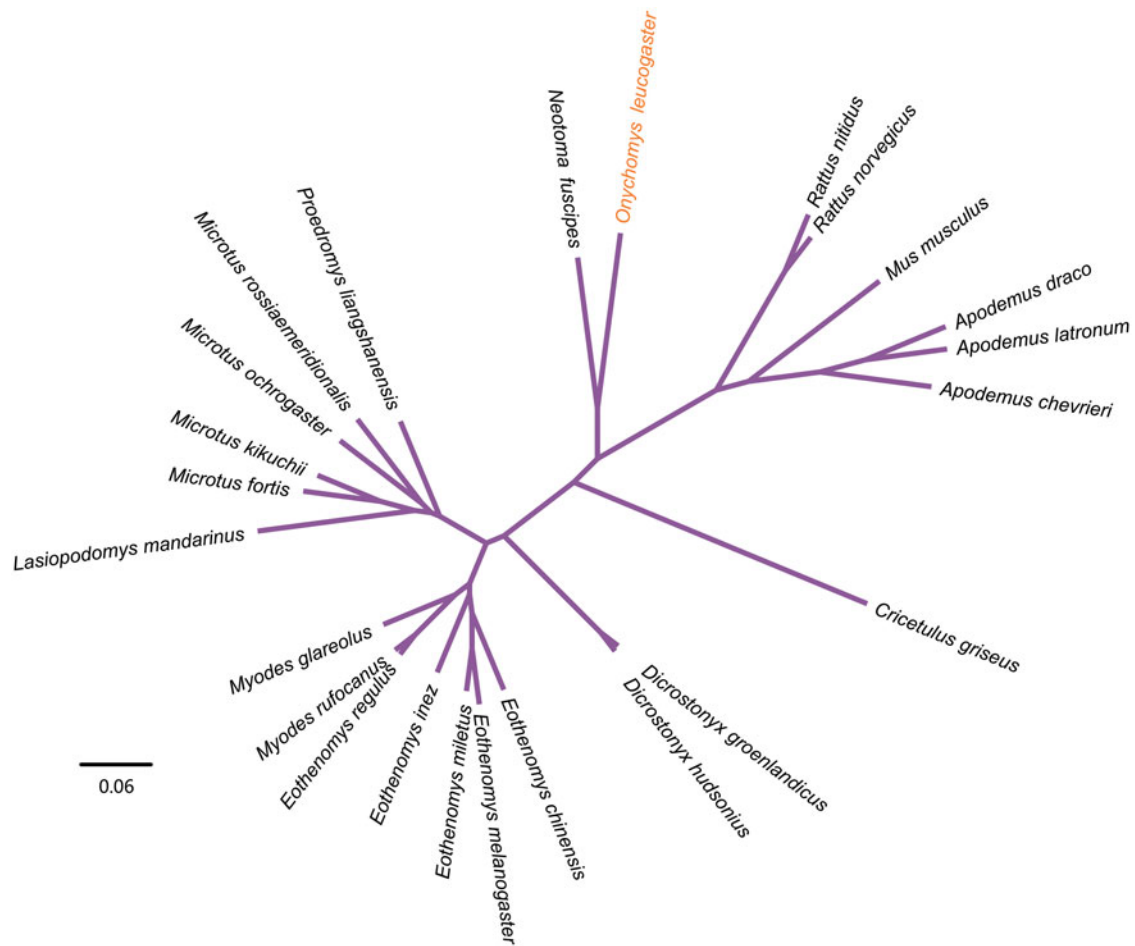 Onychomys leucogaster
Neotoma fuscipes
Rattus nitidus
Rattus norvegicus
Mus musculus
Apodemus draco
Apodemus latronum
Apodemus chevrieri
Proedromys liangshanensis
Microtus rossiaemeridionalis
Microtus ochrogaster
Microtus kikuchii
Microtus fortis
Lasiopodomys mandarinus
Cricetulus griseus
Myodes glareolus
Myodes rufocanus
Eothenomys regulus
Eothenomys inez
Eothenomys miletus
Eothenomys melanogaster
Eothenomys chinensis
Dicrostonyx groenlandicus
Dicrostonyx hudsonius
0.06